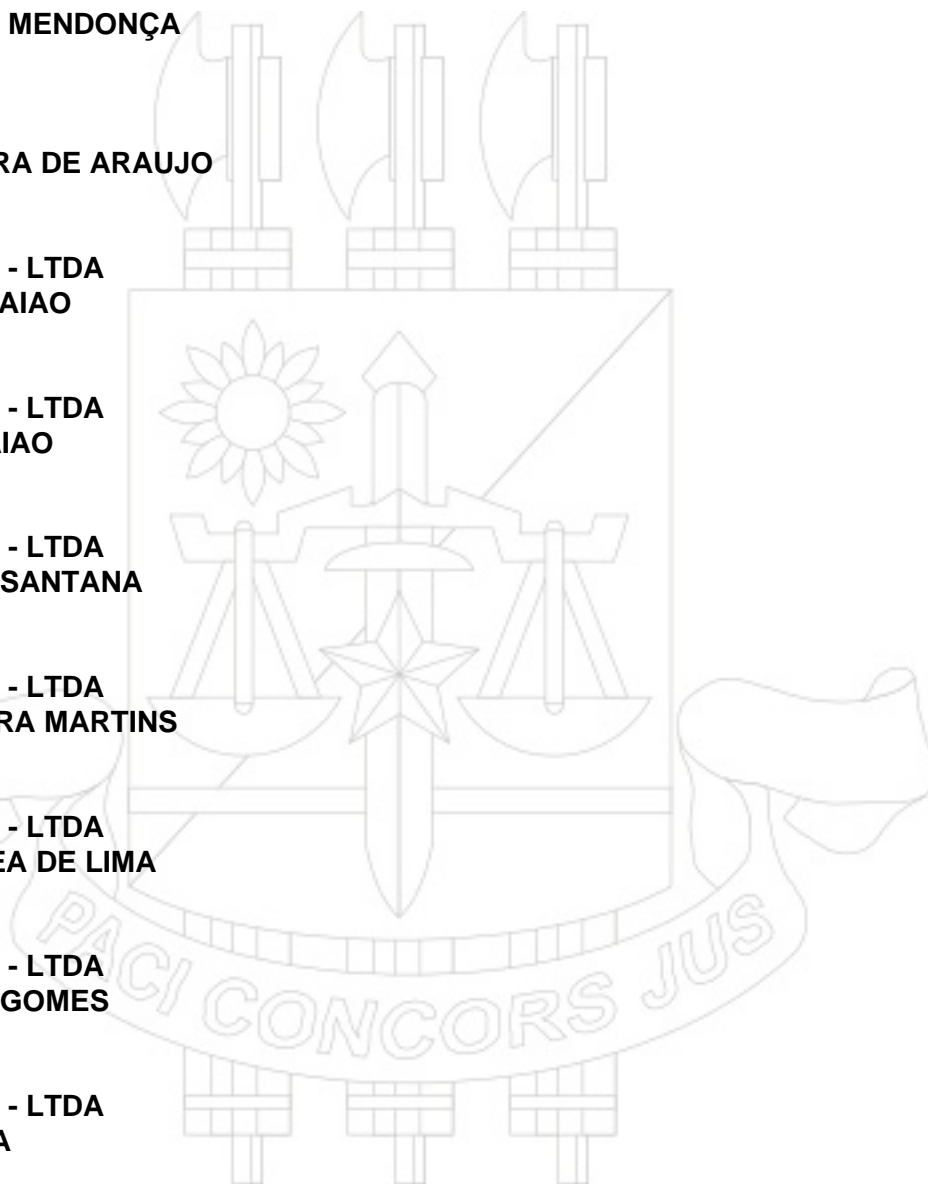 MENDONÇA
RA DE ARAUJO
- LTDA
AIAO
- LTDA
AIAO
- LTDA
SANTANA
- LTDA
RA MARTINS
- LTDA
EA DE LIMA
- LTDA
GOMES
- LTDA
A
PACI CONCORS JUS